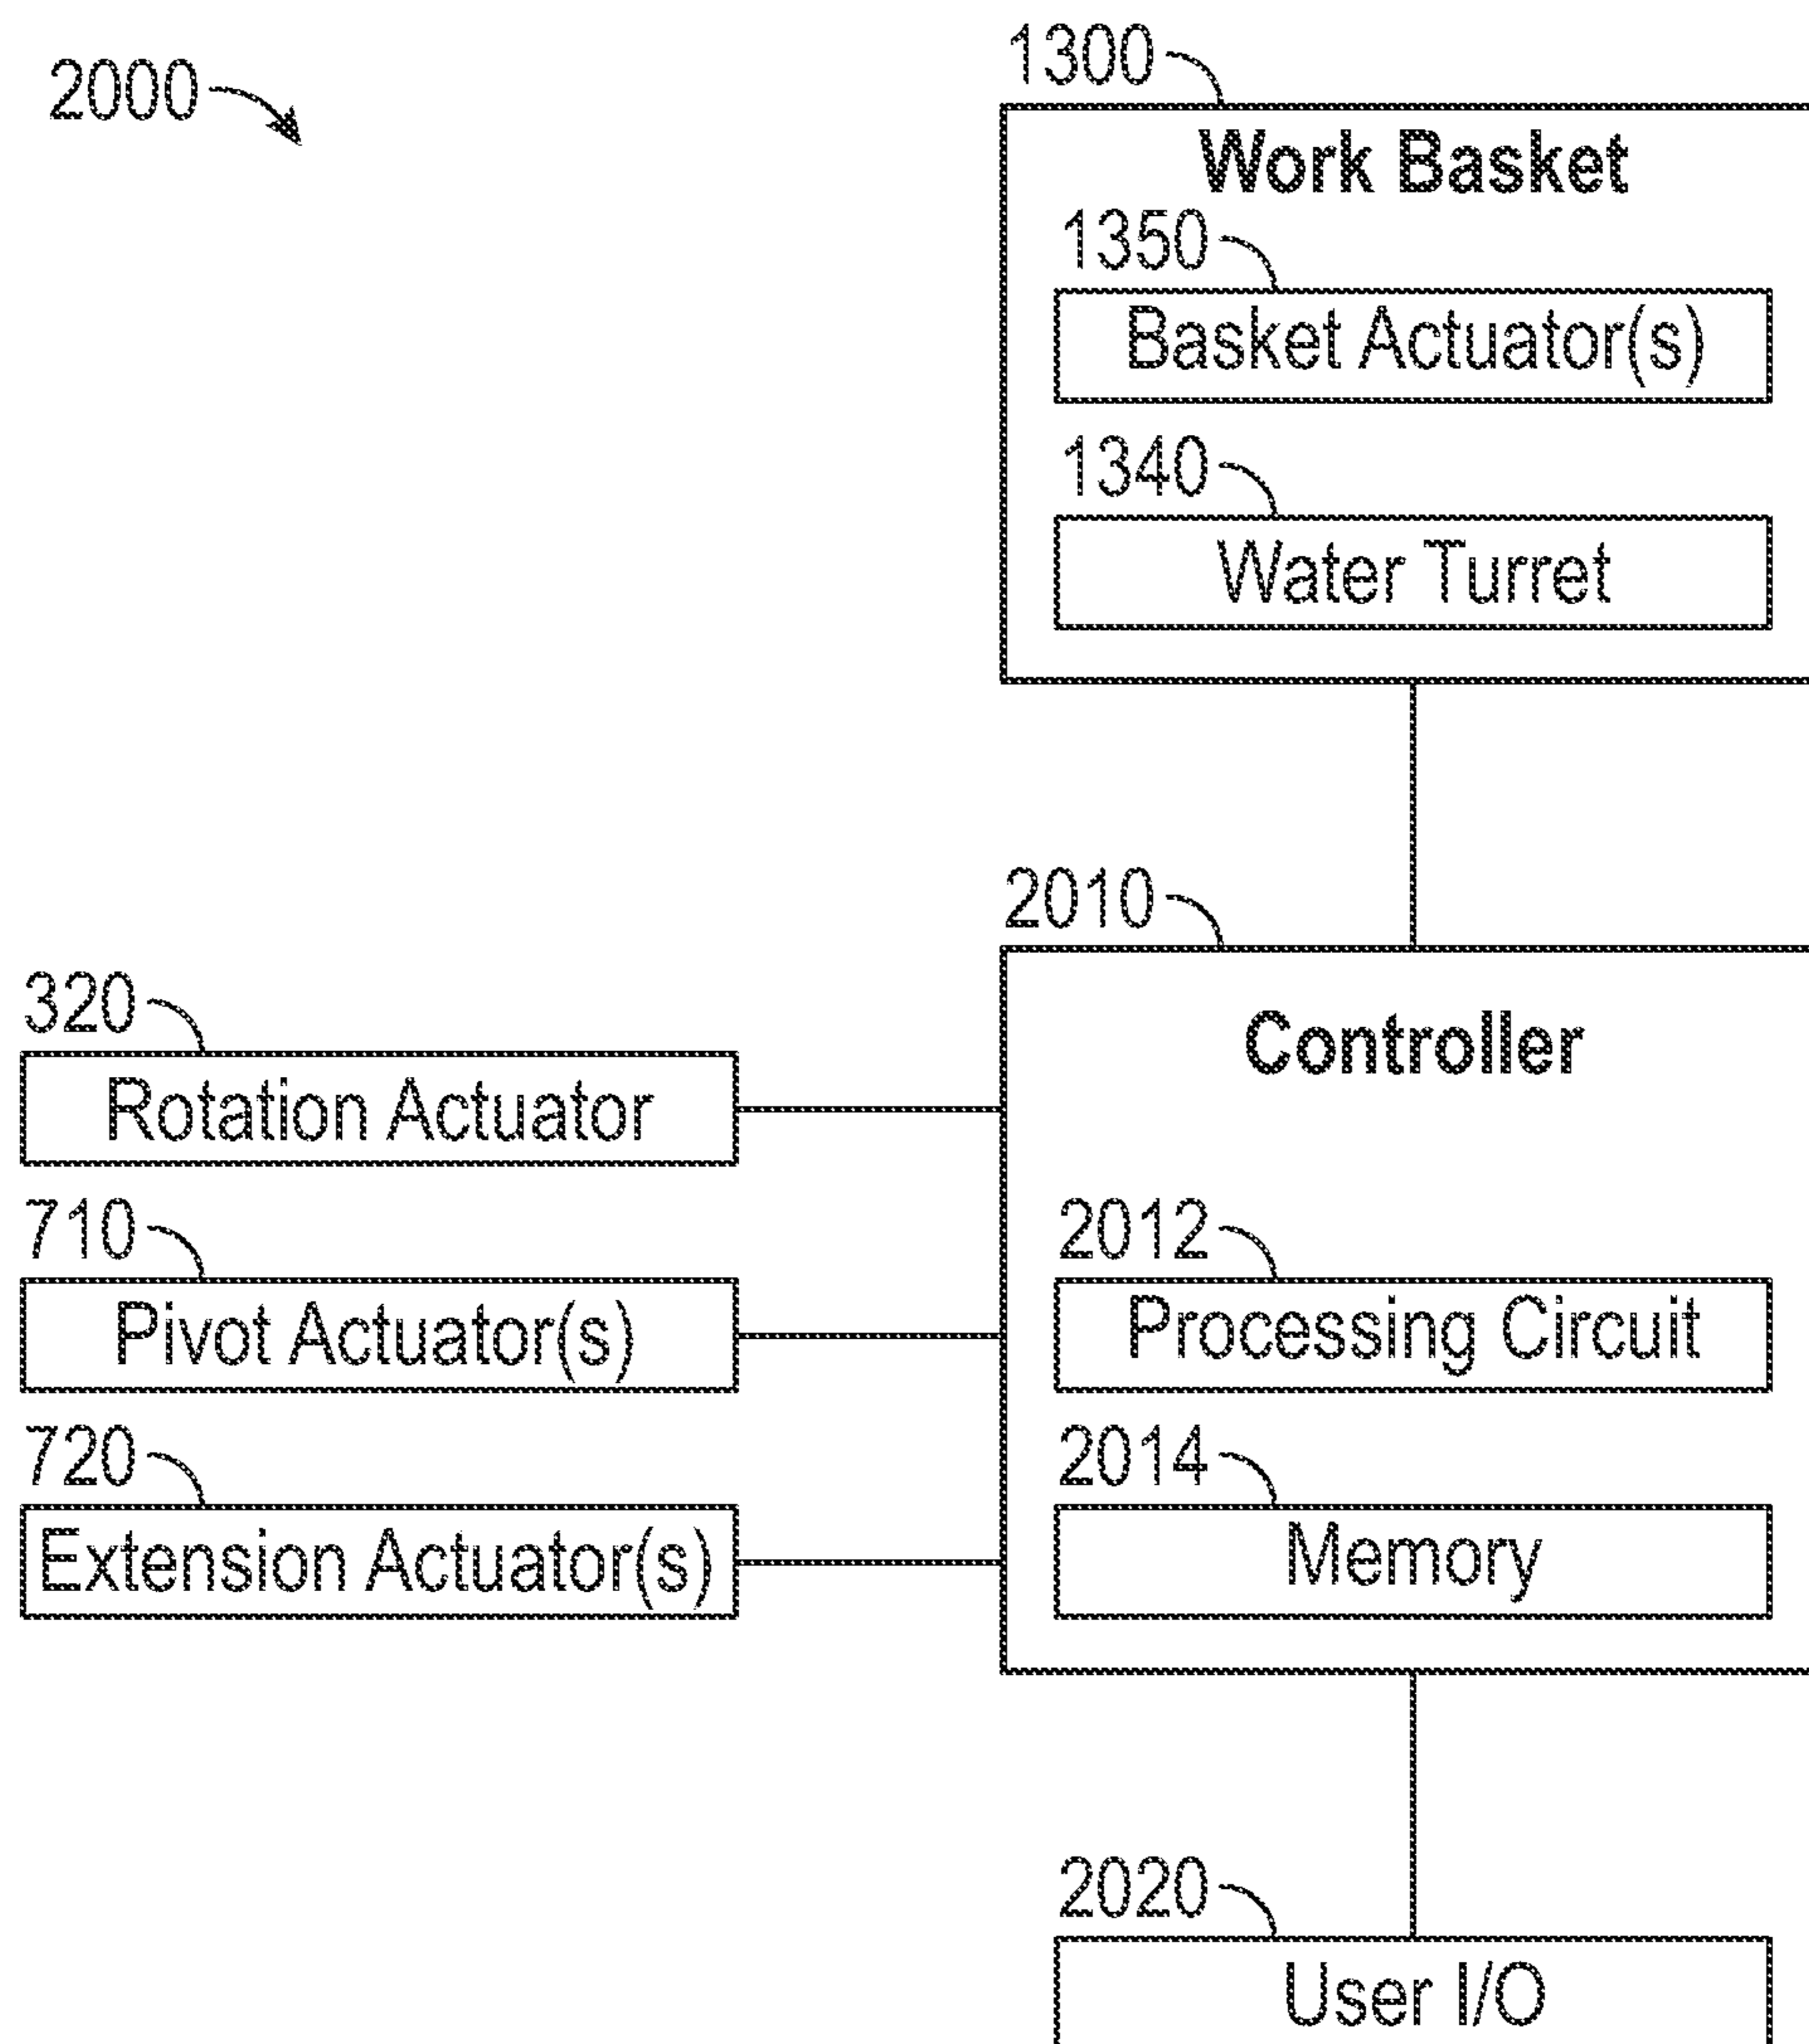 2000
1300
Work Basket
1350
Basket Actuator(s)
1340
Water Turret
2010
Controller
320
Rotation Actuator
710
Pivot Actuator(s)
720
Extension Actuator(s)
2012
Processing Circuit
2014
Memory
2020
User I/O